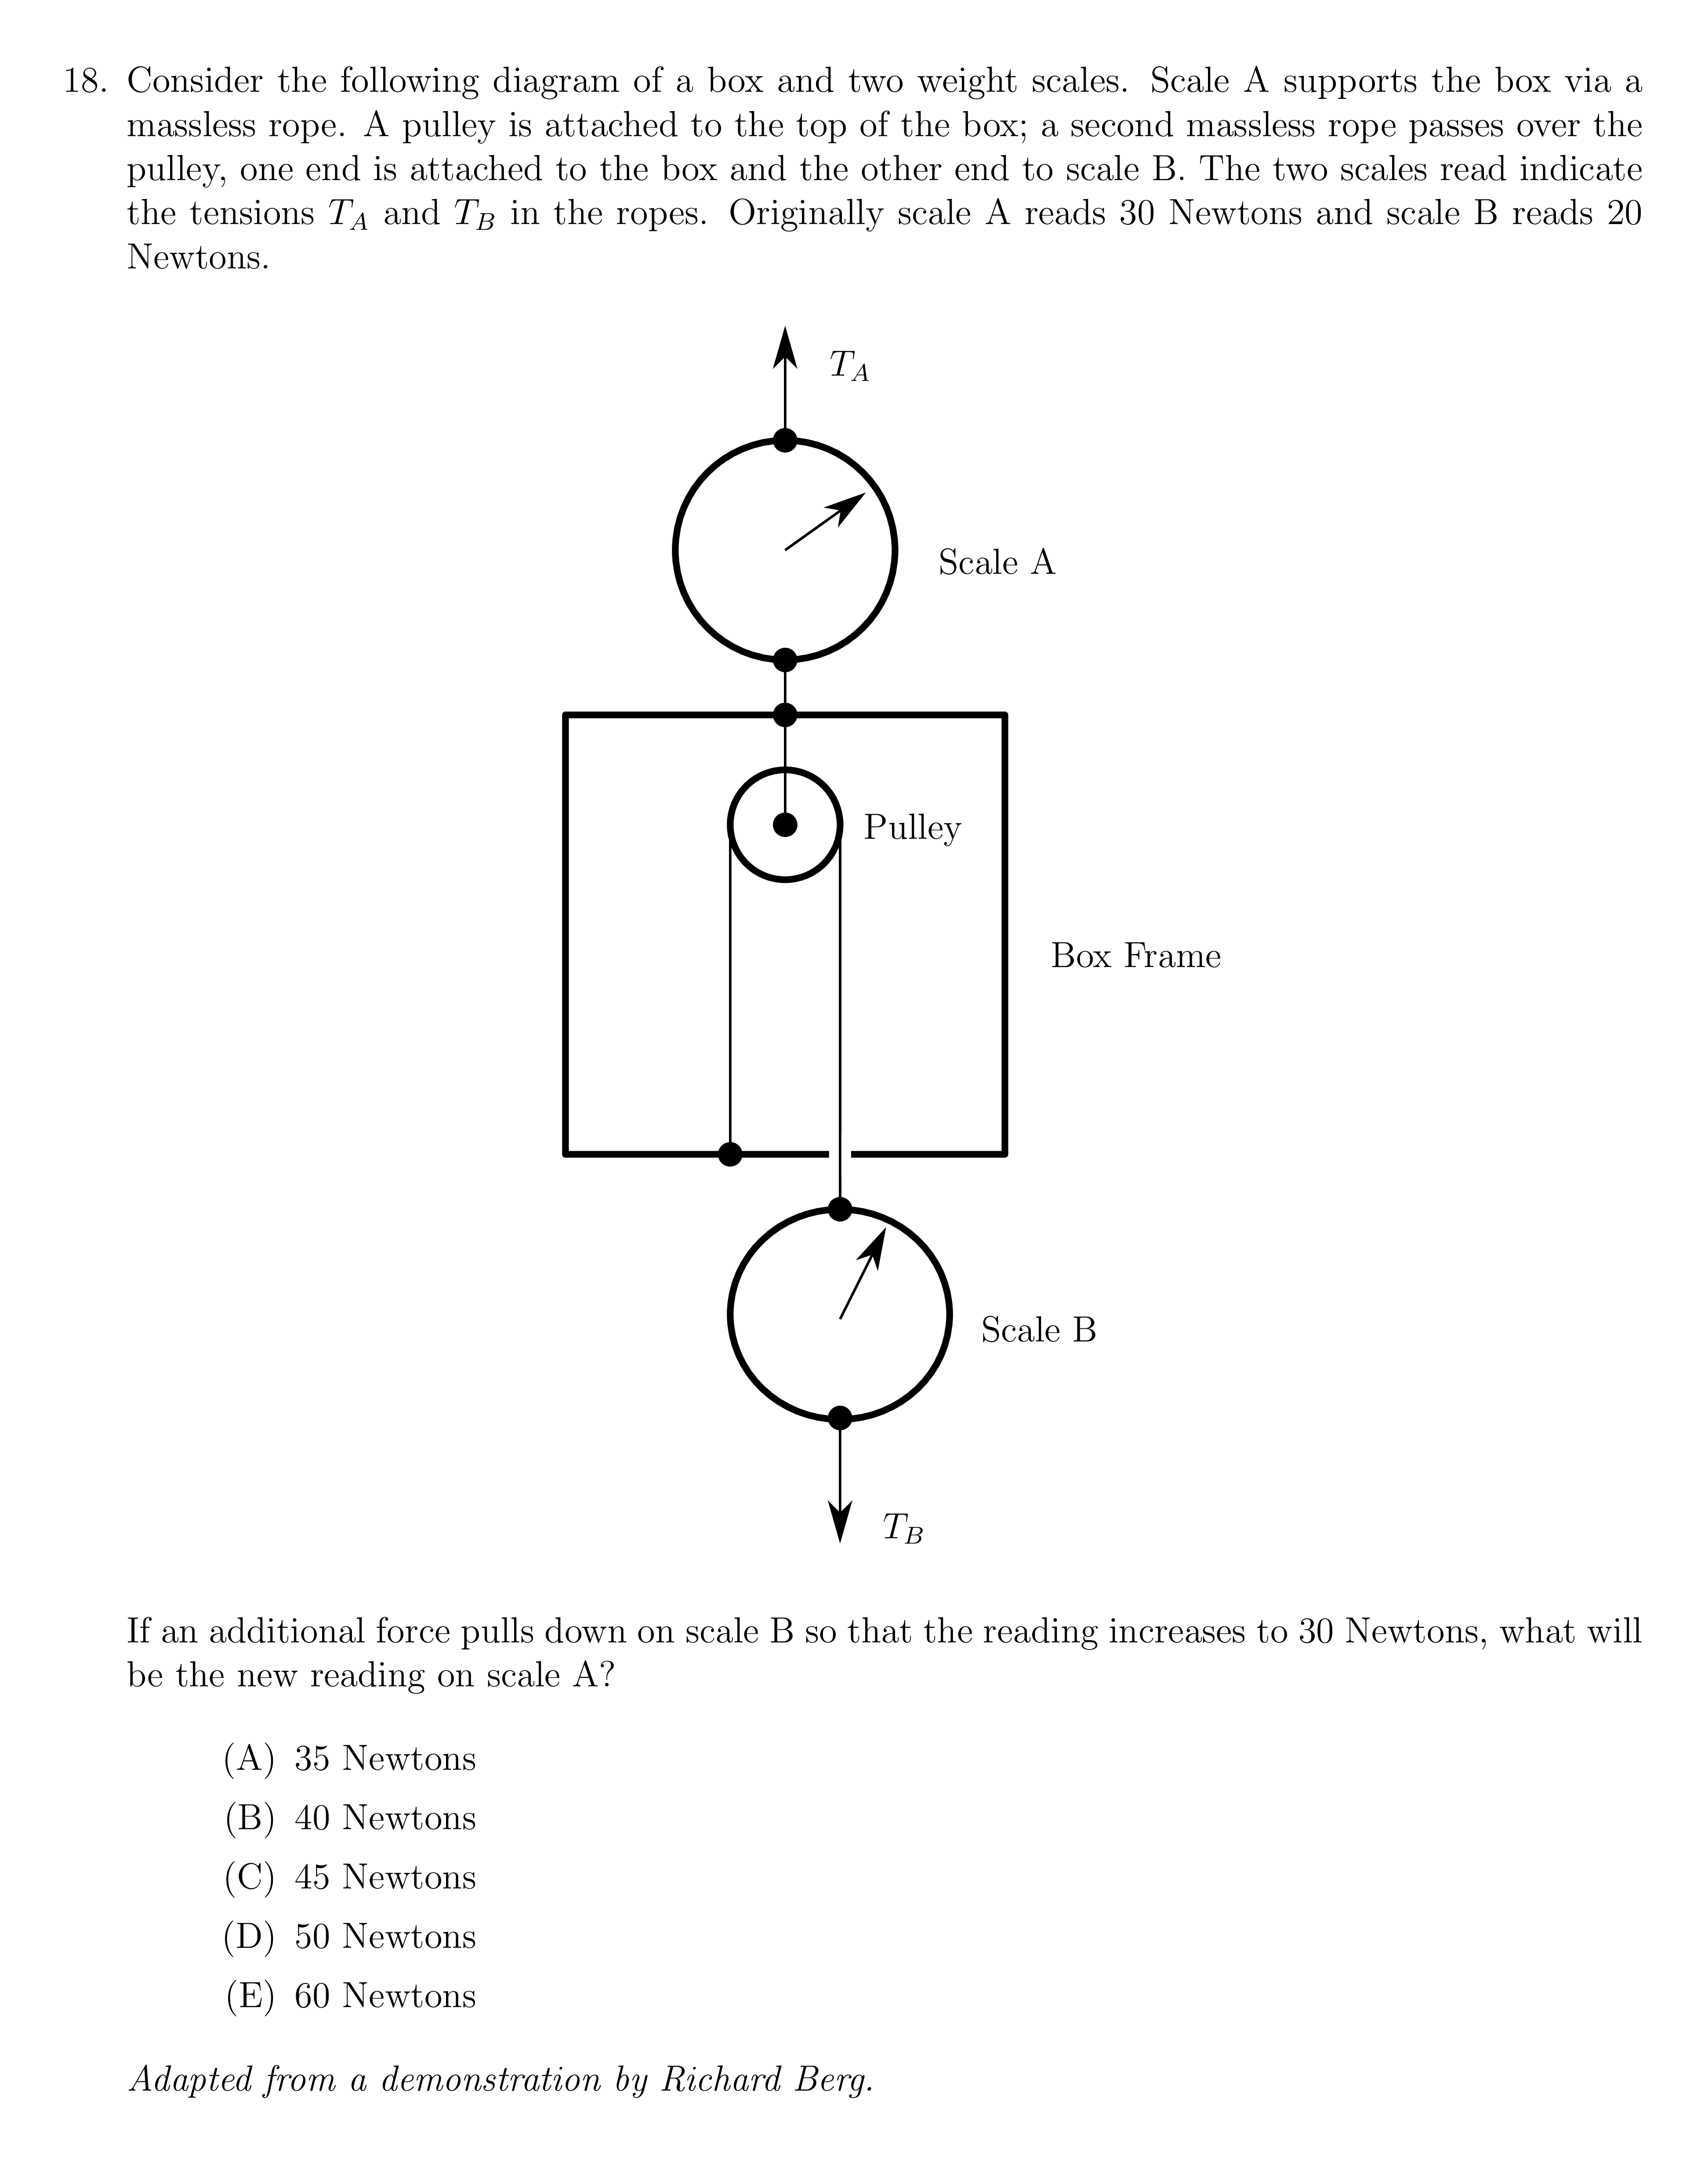 18. Consider the following diagram of a box and two weight scales. Scale A supports the box via a
massless rope. A pulley is attached to the top of the box; a second massless rope passes over the
pulley, one end is attached to the box and the other end to scale B. The two scales read indicate
the tensions T_A and T_B in the ropes. Originally scale A reads 30 Newtons and scale B reads 20
Newtons.
T_A
Scale A
Pulley
Box Frame
Scale B
T_B
If an additional force pulls down on scale B so that the reading increases to 30 Newtons, what will
be the new reading on scale A?
(A) 35 Newtons
(B) 40 Newtons
(C) 45 Newtons
(D) 50 Newtons
(E) 60 Newtons
Adapted from a demonstration by Richard Berg.